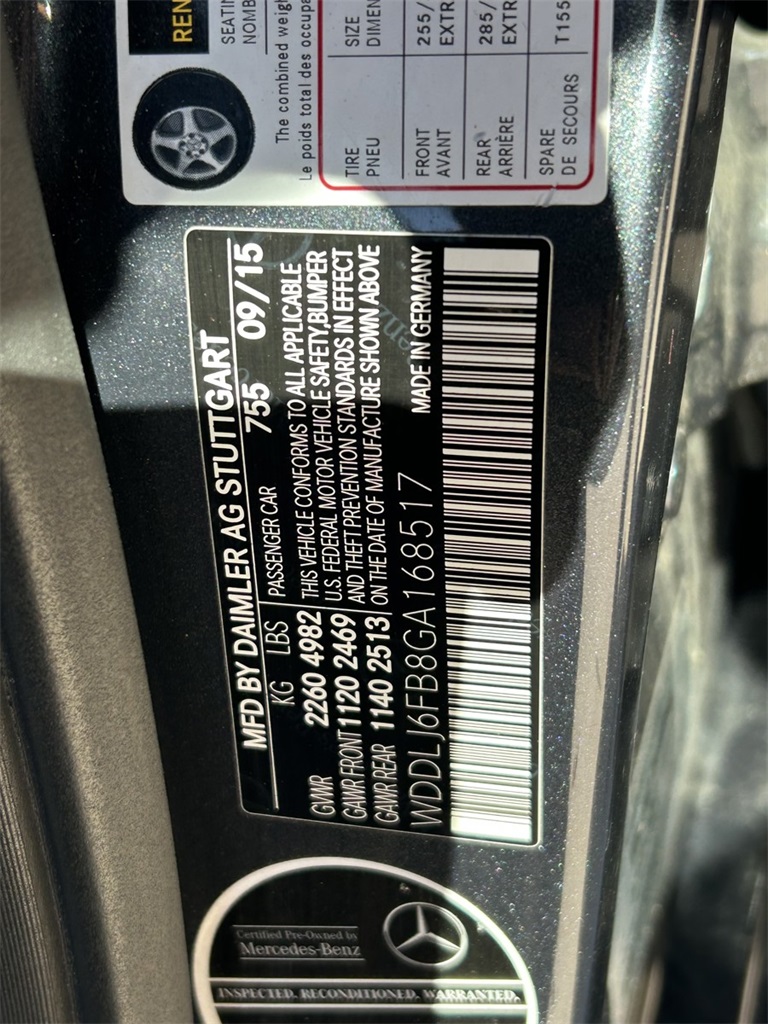 REN
SEATIN
NOMB
The combined weigh
Le poids total des occup
TIRE SIZE
PNEU DIMEN
FRONT 255/
AVANT EXTR
REAR 285/
ARRIÈRE EXTR
SPARE T155
DE SECOURS
MFD BY DAIMLER AG STUTTGART
KG LBS 755 09/15
PASSENGER CAR
GVWR 2260 4982
GAWR FRONT 1120 2469
GAWR REAR 1140 2513
THIS VEHICLE CONFORMS TO ALL APPLICABLE
U.S. FEDERAL MOTOR VEHICLE SAFETY,BUMPER
AND THEFT PREVENTION STANDARDS IN EFFECT
ON THE DATE OF MANUFACTURE SHOWN ABOVE
WDDLJ6FB8GA168517 MADE IN GERMANY
Certified Pre-Owned by
Mercedes-Benz
INSPECTED. RECONDITIONED. WARRANTED.